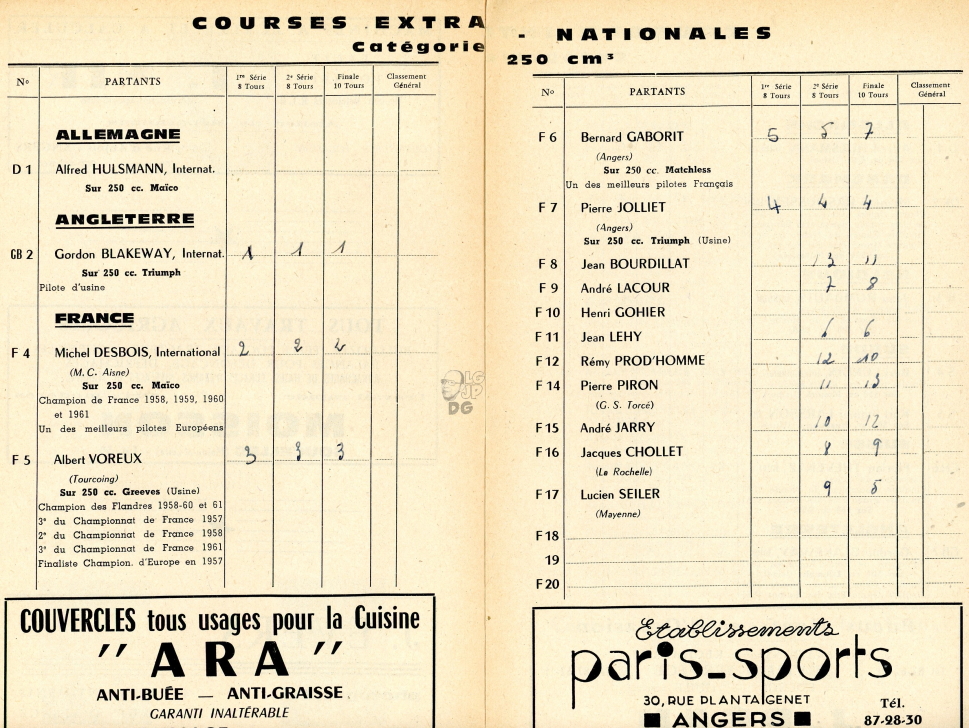 COURSES EXTRA
Catégorie
Nº PARTANTS 1re Série 8 Tours 2e Série 8 Tours Finale 10 Tours Classement Général
ALLEMAGNE
D 1 Alfred HULSMANN, Internat.
Sur 250 cc. Maïco
ANGLETERRE
GB 2 Gordon BLAKEWAY, Internat. 1 1 1
Sur 250 cc. Triumph
Pilote d'usine
FRANCE
F 4 Michel DESBOIS, International 2 2 2
(M. C. Aisne)
Sur 250 cc. Maïco
Champion de France 1958, 1959, 1960
et 1961
Un des meilleurs pilotes Européens
F 5 Albert VOREUX 3 3 3
(Tourcoing)
Sur 250 cc. Greeves (Usine)
Champion des Flandres 1958-60 et 61
3e du Championnat de France 1957
2e du Championnat de France 1958
3e du Championnat de France 1961
Finaliste Champion. d'Europe en 1957
COUVERCLES tous usages pour la Cuisine
" ARA "
ANTI-BUÉE — ANTI-GRAISSE
GARANTI INALTÉRABLE
- NATIONALES
250 cm³
Nº PARTANTS 1re Série 8 Tours 2e Série 8 Tours Finale 10 Tours Classement Général
F 6 Bernard GABORIT 5 5 7
(Angers)
Sur 250 cc. Matchless
Un des meilleurs pilotes Français
F 7 Pierre JOLLIET 4 4 4
(Angers)
Sur 250 cc. Triumph (Usine)
F 8 Jean BOURDILLAT 13 11
F 9 André LACOUR 7 8
F 10 Henri GOHIER
F 11 Jean LEHY 6 6
F 12 Rémy PROD'HOMME 12 10
F 14 Pierre PIRON 11 13
(G. S. Torcé)
F 15 André JARRY 10 12
F 16 Jacques CHOLLET 8 9
(La Rochelle)
F 17 Lucien SEILER 9 5
(Mayenne)
F 18
19
F 20
Etablissements
paris-sports
30, RUE PLANTAGENET
ANGERS
Tél.
87-28-30
LG
JP
DG